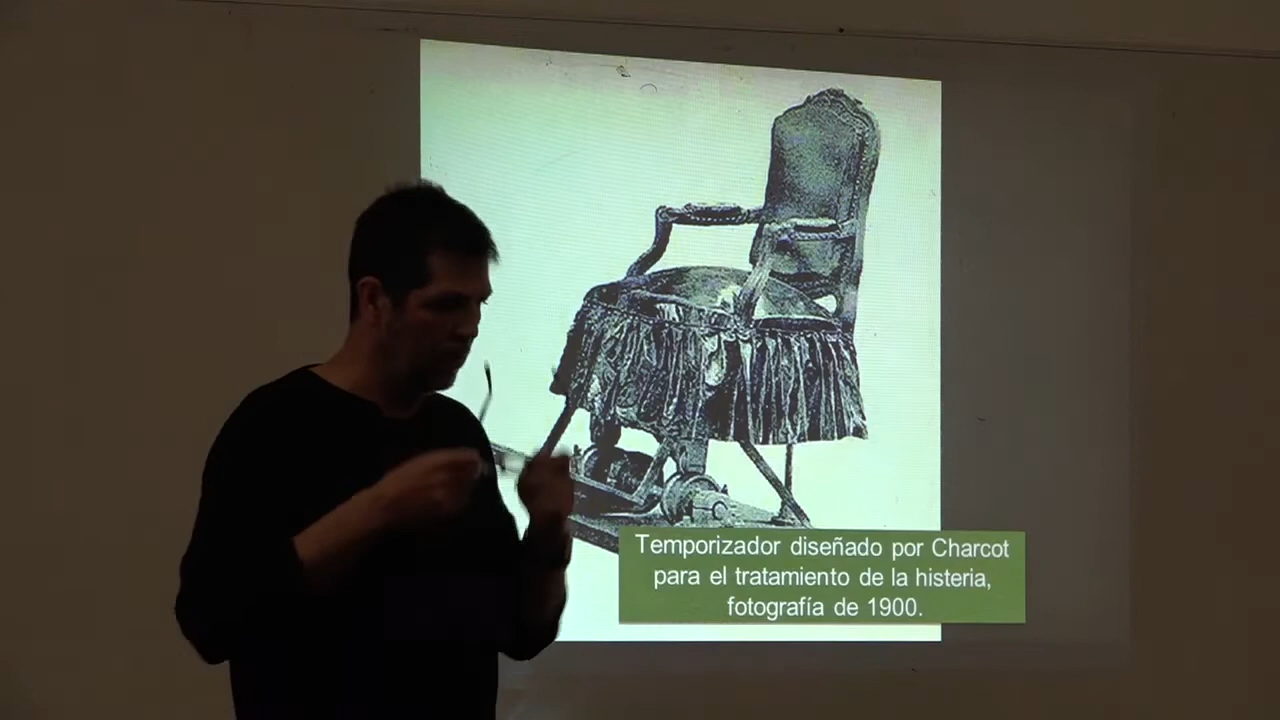 Temporizador diseñado por Charcot
para el tratamiento de la histeria,
fotografía de 1900.